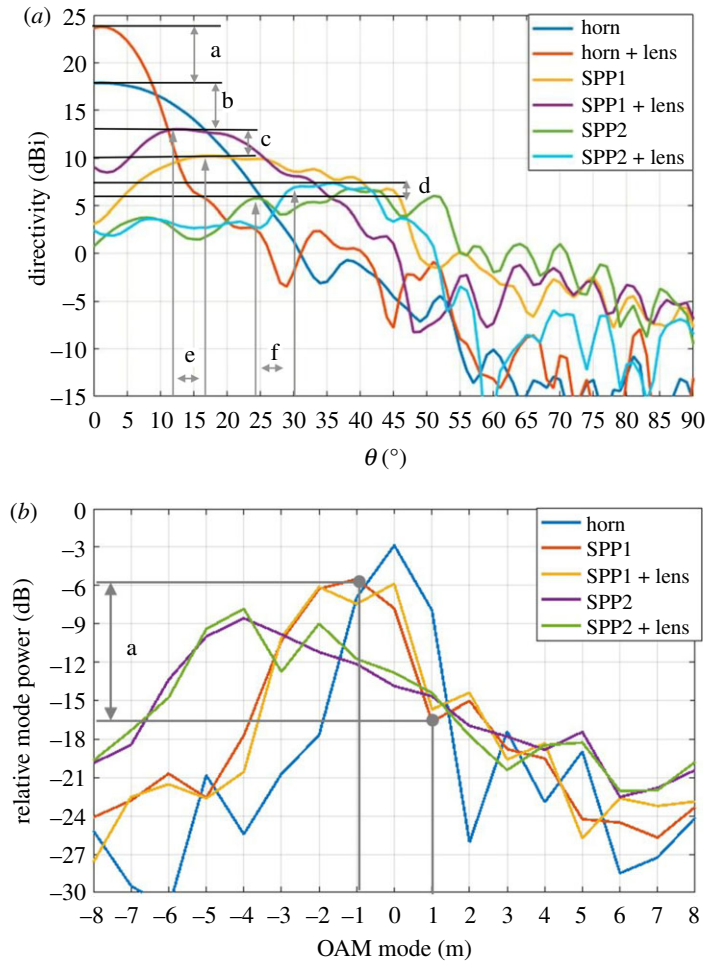 (a)
25
20
15
10
5
0
–5
–10
–15
directivity (dBi)
a
b
c
d
e
f
horn
horn + lens
SPP1
SPP1 + lens
SPP2
SPP2 + lens
0 5 10 15 20 25 30 35 40 45 50 55 60 65 70 75 80 85 90
θ (°)
(b)
0
–3
–6
–9
–12
–15
–18
–21
–24
–27
–30
relative mode power (dB)
a
horn
SPP1
SPP1 + lens
SPP2
SPP2 + lens
–8 –7 –6 –5 –4 –3 –2 –1 0 1 2 3 4 5 6 7 8
OAM mode (m)